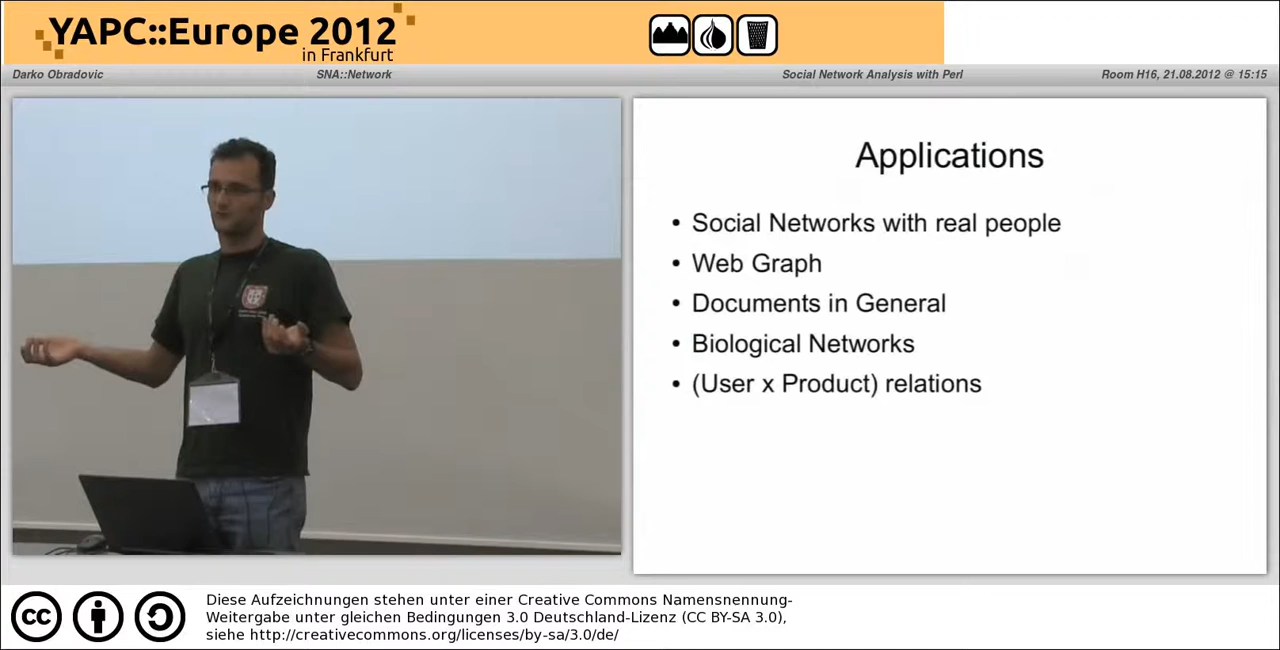 YAPC::Europe 2012
in Frankfurt
Darko Obradovic SNA::Network Social Network Analysis with Perl Room H16, 21.08.2012 @ 15:15
Applications
• Social Networks with real people
• Web Graph
• Documents in General
• Biological Networks
• (User x Product) relations
cc
Diese Aufzeichnungen stehen unter einer Creative Commons Namensnennung-
Weitergabe unter gleichen Bedingungen 3.0 Deutschland-Lizenz (CC BY-SA 3.0),
siehe http://creativecommons.org/licenses/by-sa/3.0/de/